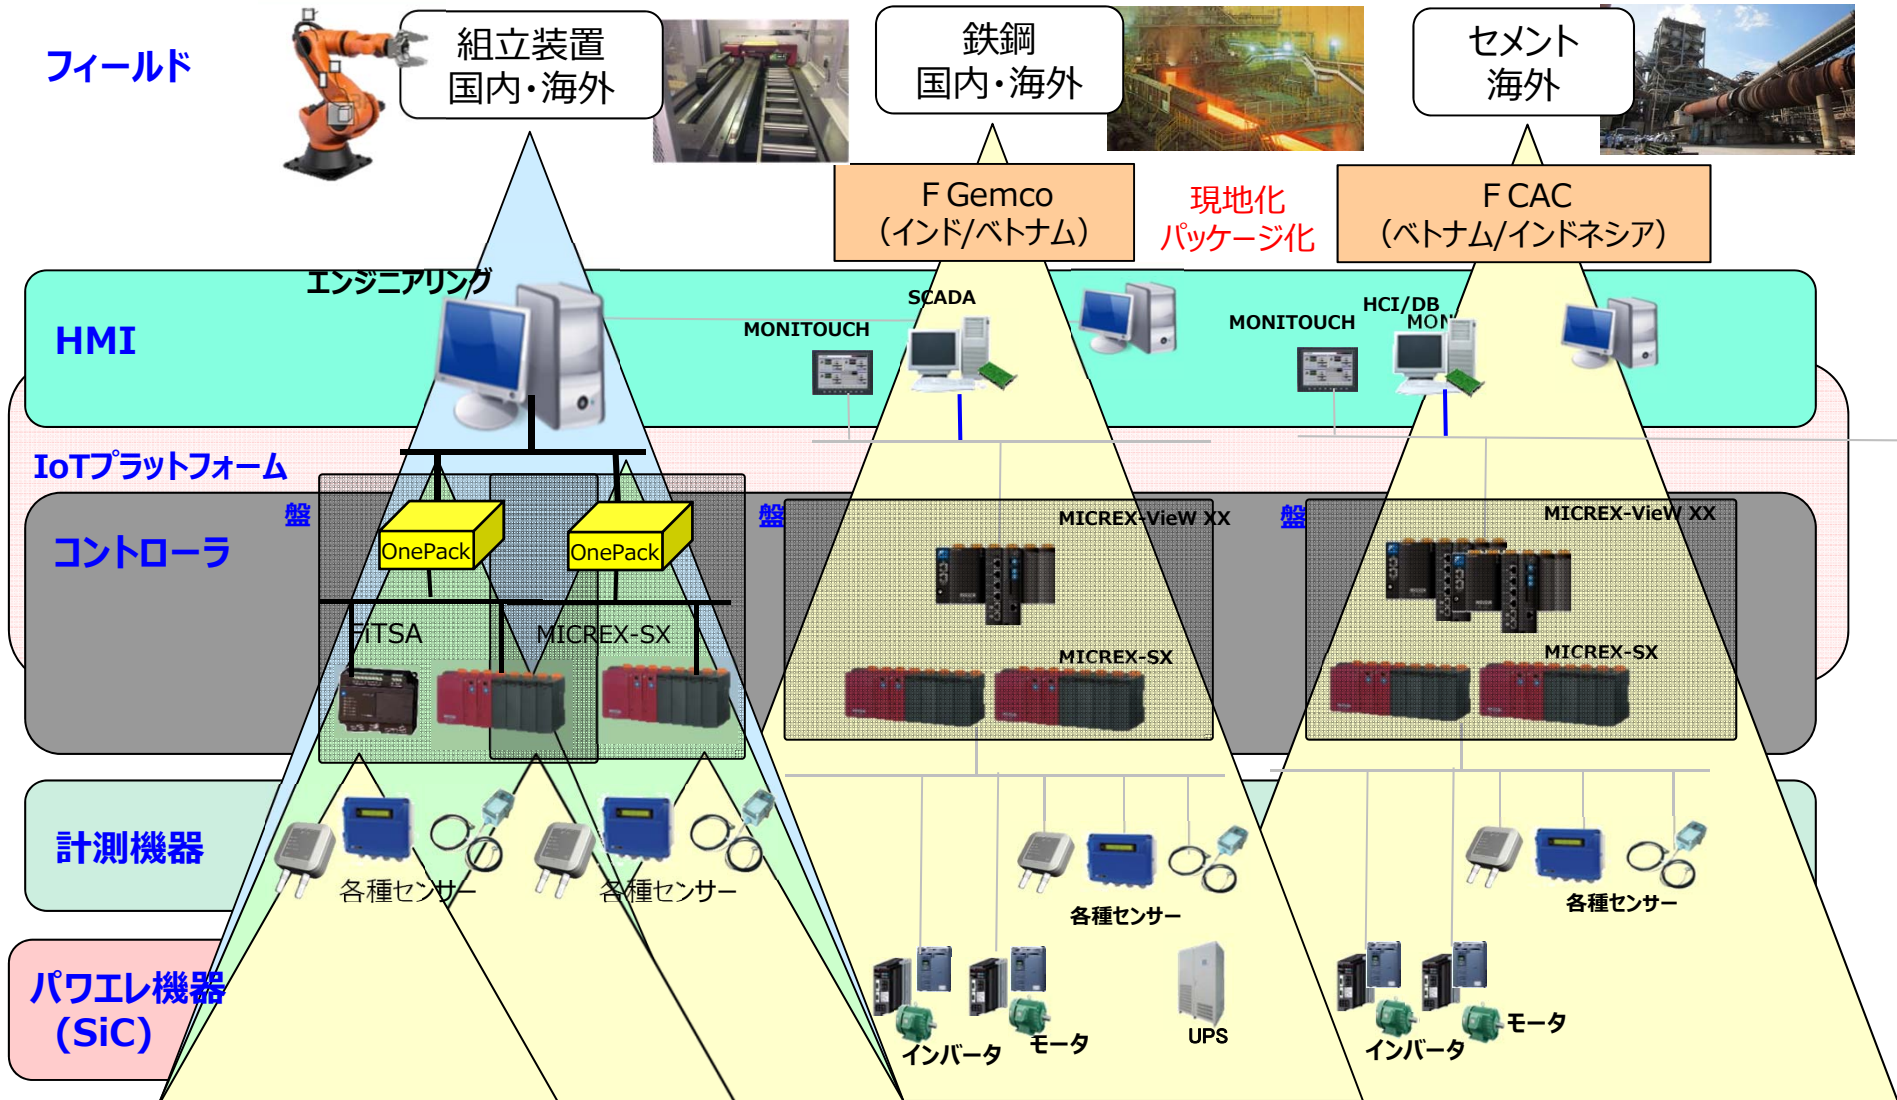 フィールド
組立装置
国内・海外
鉄鋼
国内・海外
セメント
海外
F Gemco
(インド/ベトナム)
現地化
パッケージ化
F CAC
(ベトナム/インドネシア)
HMI
エンジニアリング
SCADA
MONITOUCH
HCI/DB
MONITOUCH
MON
IoTプラットフォーム
盤
盤
盤
コントローラ
OnePack
OnePack
MICREX-VieW XX
MICREX-VieW XX
FiTSA
MICREX-SX
MICREX-SX
MICREX-SX
計測機器
各種センサー
各種センサー
各種センサー
各種センサー
パワエレ機器
(SiC)
インバータ
モータ
UPS
インバータ
モータ